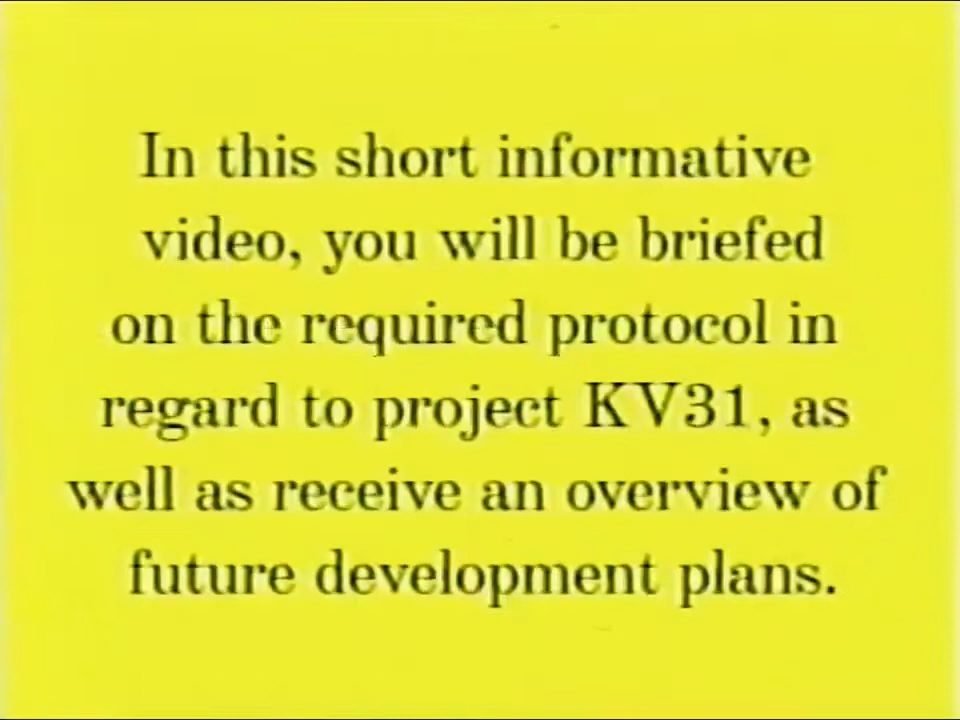 In this short informative
video, you will be briefed
on the required protocol in
regard to project KV31, as
well as receive an overview of
future development plans.